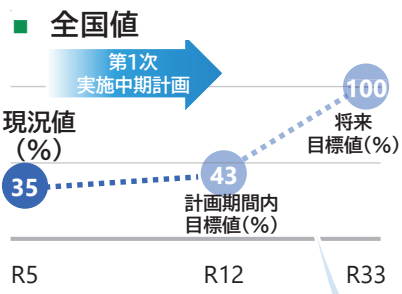 ■ 全国値
第1次
実施中期計画
100
現況値
(%)
将来
目標値(%)
35
43
計画期間内
目標値(%)
R5
R12
R33